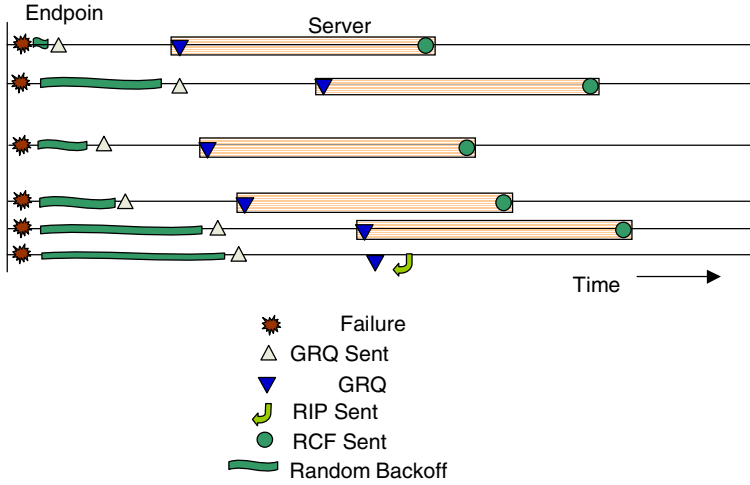 Endpoin
Server
Time
Failure
GRQ Sent
GRQ
RIP Sent
RCF Sent
Random Backoff